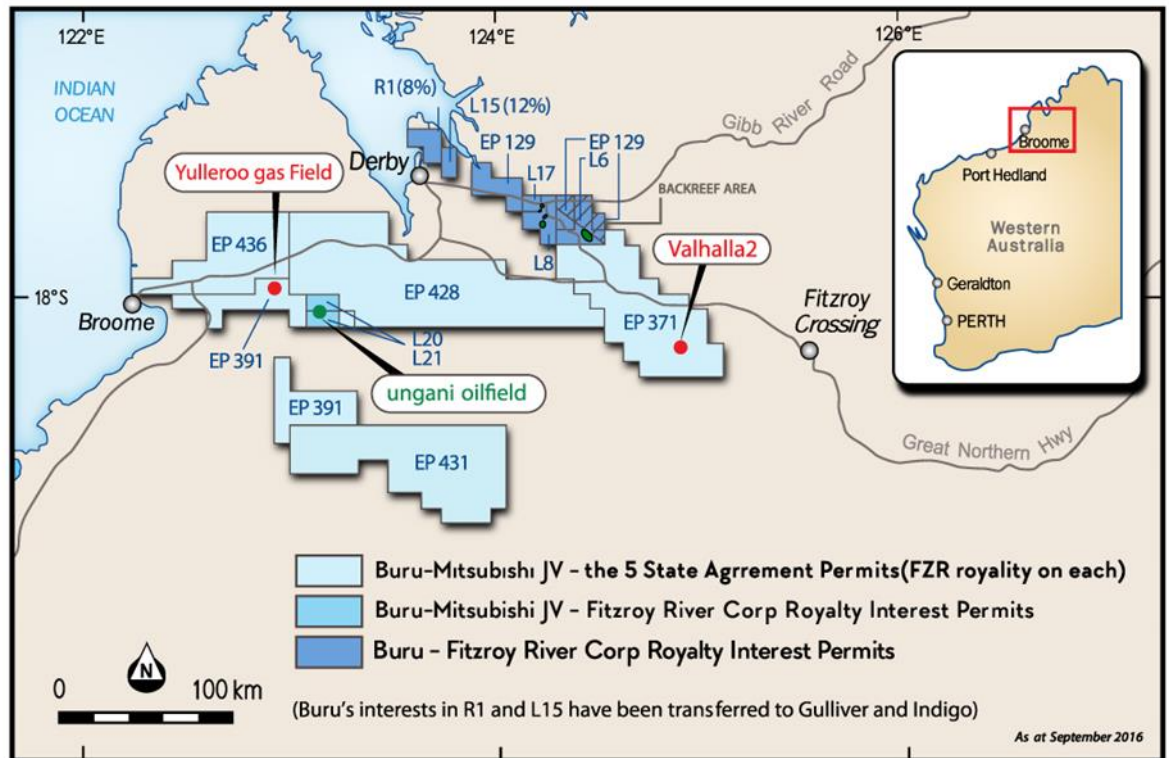 122°E
124°E
126°E
INDIAN
OCEAN
R1(8%)
L15 (12%)
Gibb River Road
EP 129
EP 129
L6
L17
Derby
BACKREEF AREA
Yulleroo gas Field
EP 436
L8
Valhalla2
18°S
Broome
EP 428
EP 371
Fitzroy
Crossing
EP 391
L20
L21
ungani oilfield
EP 391
EP 431
Great Northern Hwy
Broome
Port Hedland
Western
Australia
Geraldton
PERTH
Buru-Mitsubishi JV - the 5 State Agrrement Permits(FZR royality on each)
Buru-Mitsubishi JV - Fitzroy River Corp Royalty Interest Permits
Buru - Fitzroy River Corp Royalty Interest Permits
N
0 100 km
(Buru's interests in R1 and L15 have been transferred to Gulliver and Indigo)
As at September 2016